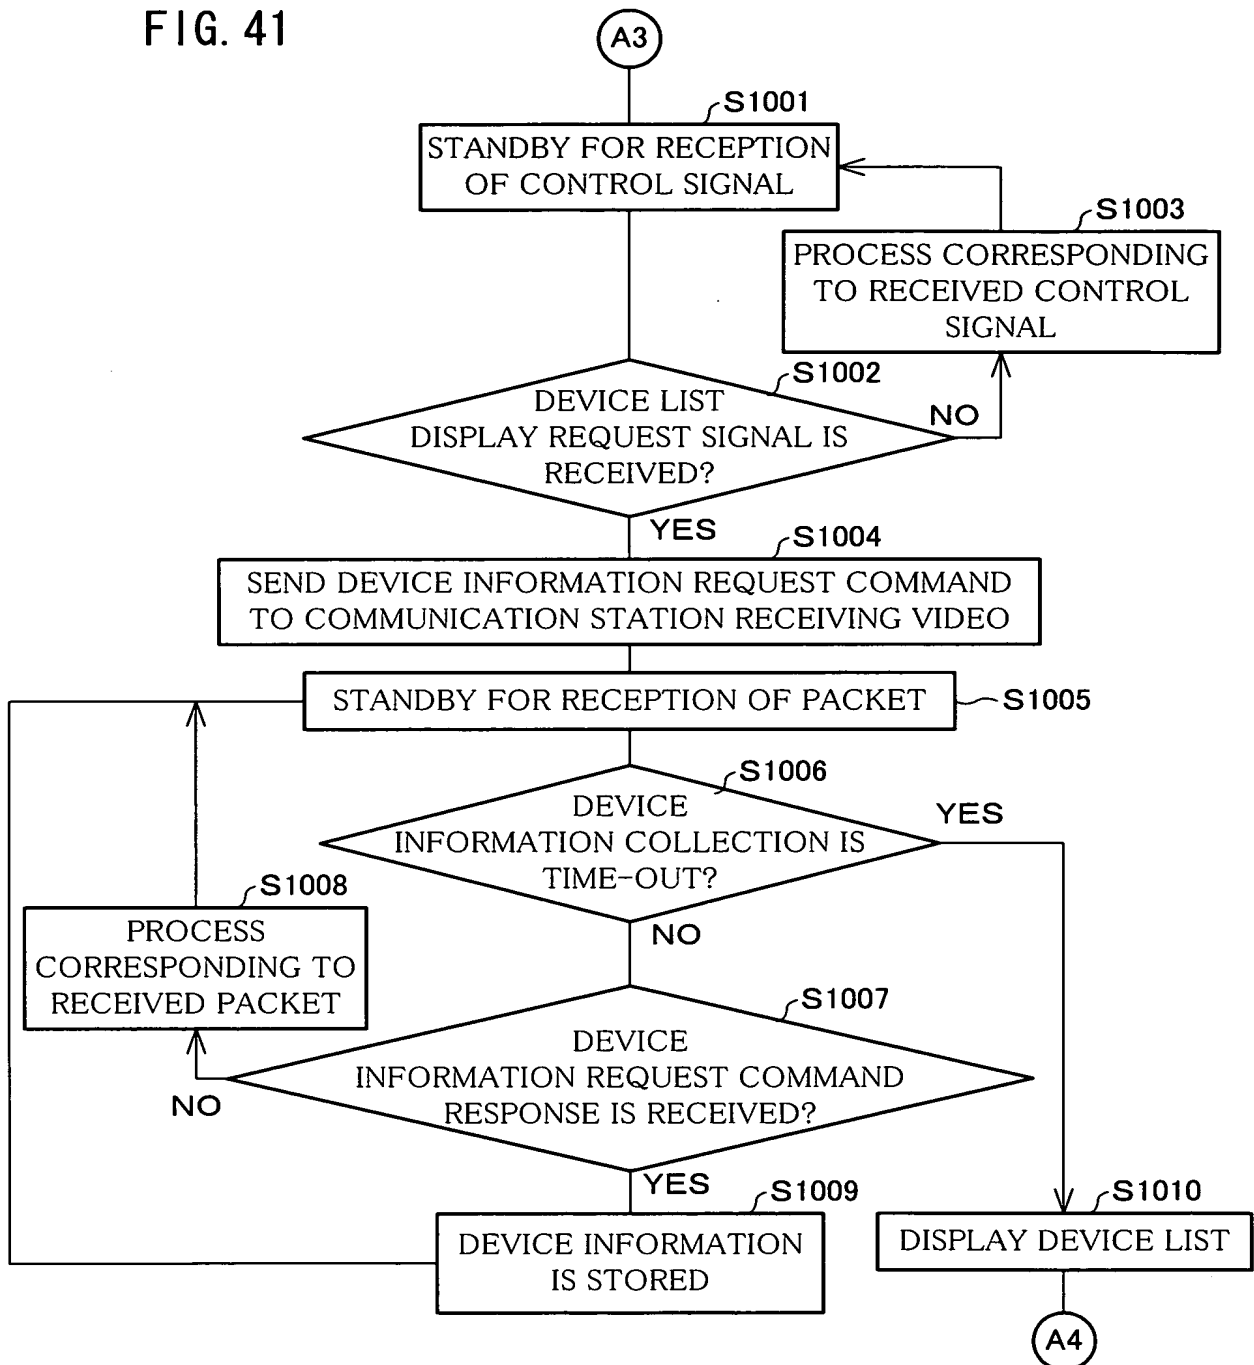 FIG. 41
A3
S1001
STANDBY FOR RECEPTION
OF CONTROL SIGNAL
S1003
PROCESS CORRESPONDING
TO RECEIVED CONTROL
SIGNAL
S1002
DEVICE LIST
DISPLAY REQUEST SIGNAL IS
RECEIVED?
NO
YES
S1004
SEND DEVICE INFORMATION REQUEST COMMAND
TO COMMUNICATION STATION RECEIVING VIDEO
STANDBY FOR RECEPTION OF PACKET
S1005
S1006
DEVICE
INFORMATION COLLECTION IS
TIME-OUT?
YES
NO
S1008
PROCESS
CORRESPONDING TO
RECEIVED PACKET
S1007
DEVICE
INFORMATION REQUEST COMMAND
RESPONSE IS RECEIVED?
NO
YES
S1009
DEVICE INFORMATION
IS STORED
S1010
DISPLAY DEVICE LIST
A4